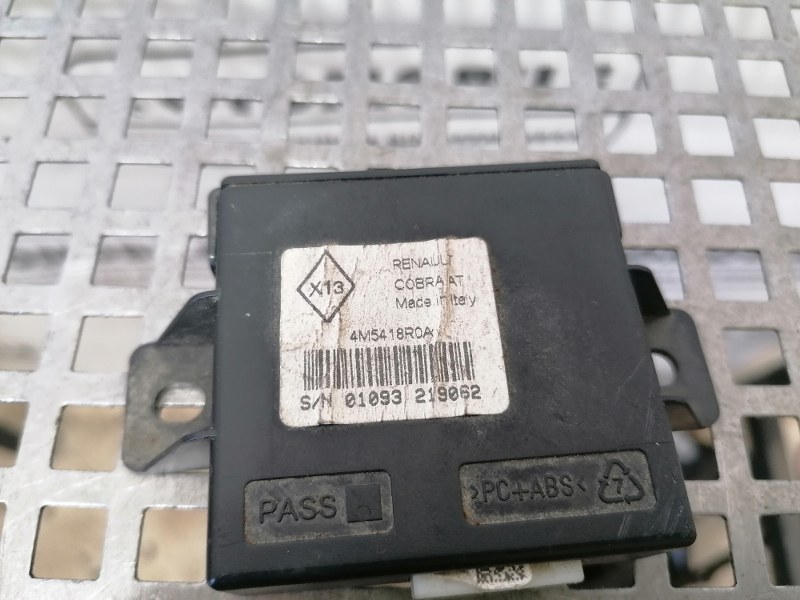 X13
RENAULT
COBRA AT
Made in Italy
4M5418R0A
S/N 01093 219062
PASS
>PC+ABS<
7